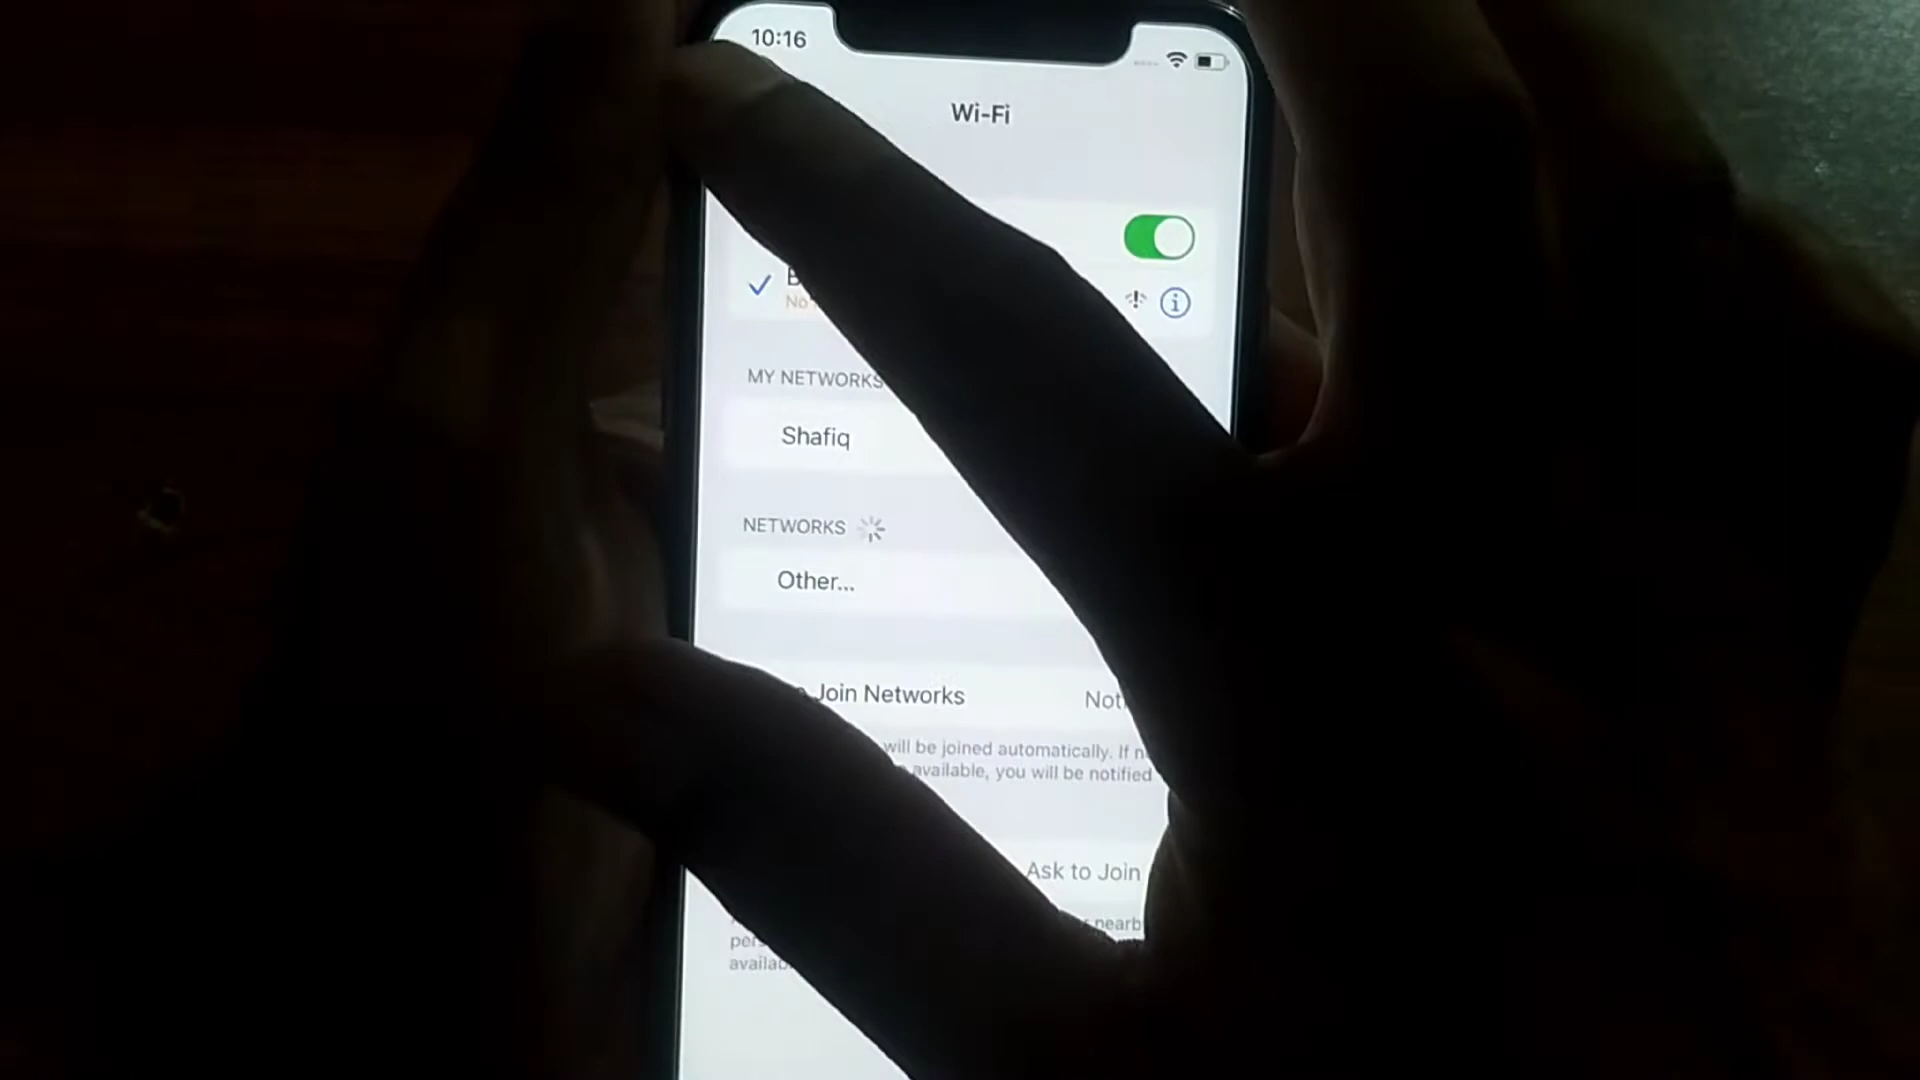 10:16
Wi-Fi
No
MY NETWORKS
Shafiq
NETWORKS
Other...
Join Networks
will be joined automatically. If
available, you will be notified
Ask to Join